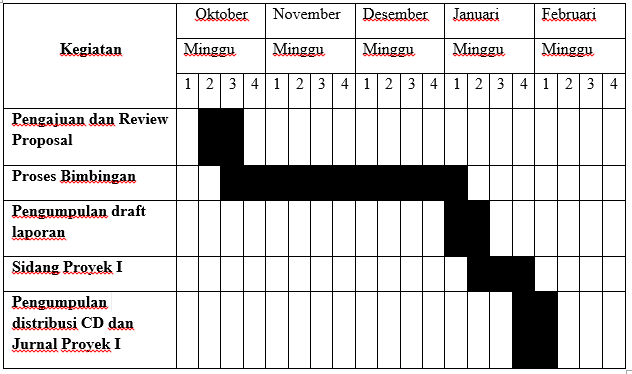 Kegiatan
Oktober November Desember Januari Februari
Minggu Minggu Minggu Minggu Minggu
1 2 3 4 1 2 3 4 1 2 3 4 1 2 3 4 1 2 3 4
Pengajuan dan Review
Proposal
Proses Bimbingan
Pengumpulan draft
laporan
Sidang Proyek I
Pengumpulan
distribusi CD dan
Jurnal Proyek I